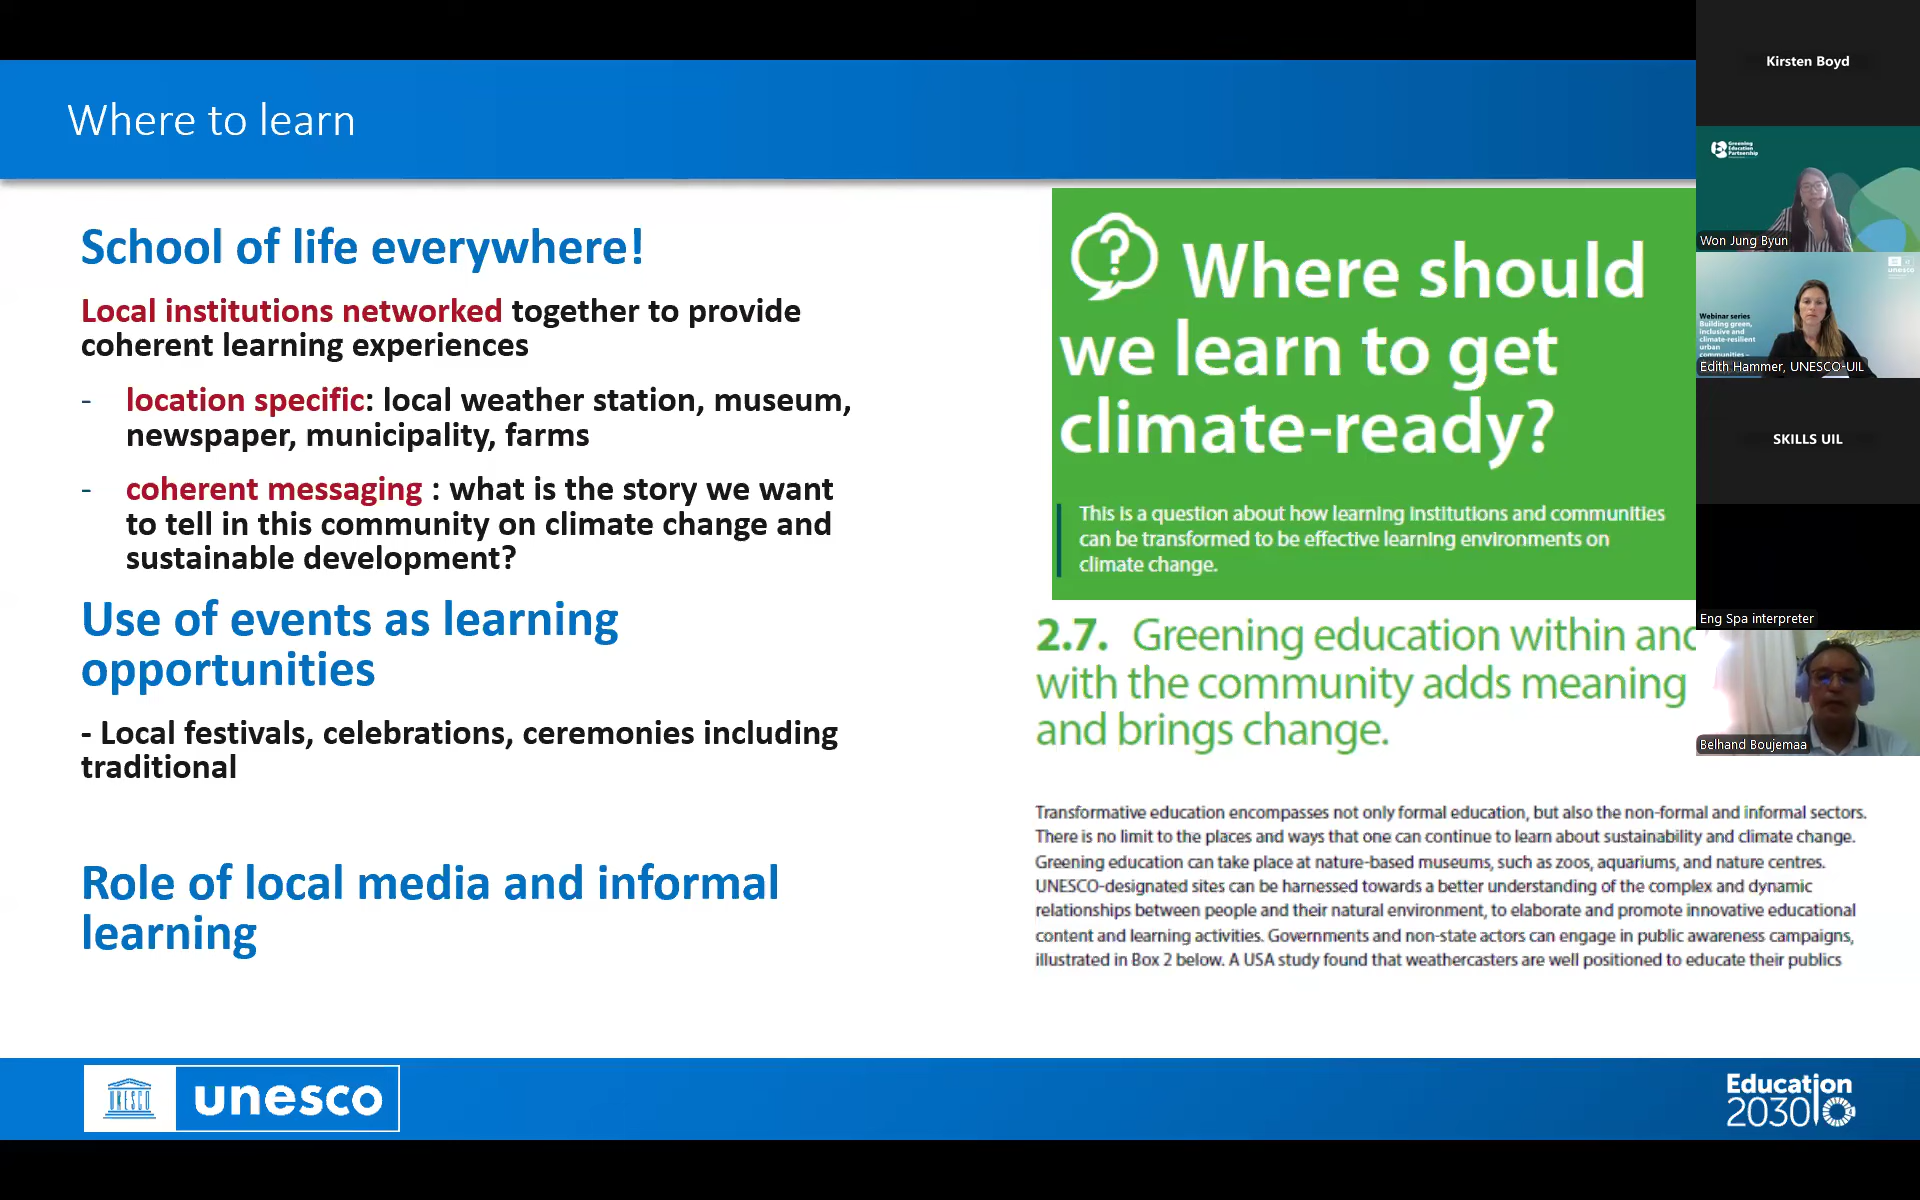 Where to learn
School of life everywhere!
Local institutions networked together to provide
coherent learning experiences
- location specific: local weather station, museum,
newspaper, municipality, farms
- coherent messaging : what is the story we want
to tell in this community on climate change and
sustainable development?
Use of events as learning
opportunities
- Local festivals, celebrations, ceremonies including
traditional
Role of local media and informal
learning
?
Where should
we learn to get
climate-ready?
This is a question about how learning institutions and communities
can be transformed to be effective learning environments on
climate change.
2.7. Greening education within and
with the community adds meaning
and brings change.
Transformative education encompasses not only formal education, but also the non-formal and informal sectors.
There is no limit to the places and ways that one can continue to learn about sustainability and climate change.
Greening education can take place at nature-based museums, such as zoos, aquariums, and nature centres.
UNESCO-designated sites can be harnessed towards a better understanding of the complex and dynamic
relationships between people and their natural environment, to elaborate and promote innovative educational
content and learning activities. Governments and non-state actors can engage in public awareness campaigns,
illustrated in Box 2 below. A USA study found that weathercasters are well positioned to educate their publics
UNESCO
unesco
Education
2030
Kirsten Boyd
Greening
Education
Partnership
Won Jung Byun
unesco
Webinar series
Building green,
inclusive and
climate-resilient
urban
communities –
Edith Hammer, UNESCO-UIL
SKILLS UIL
Eng Spa interpreter
Belhand Boujemaa